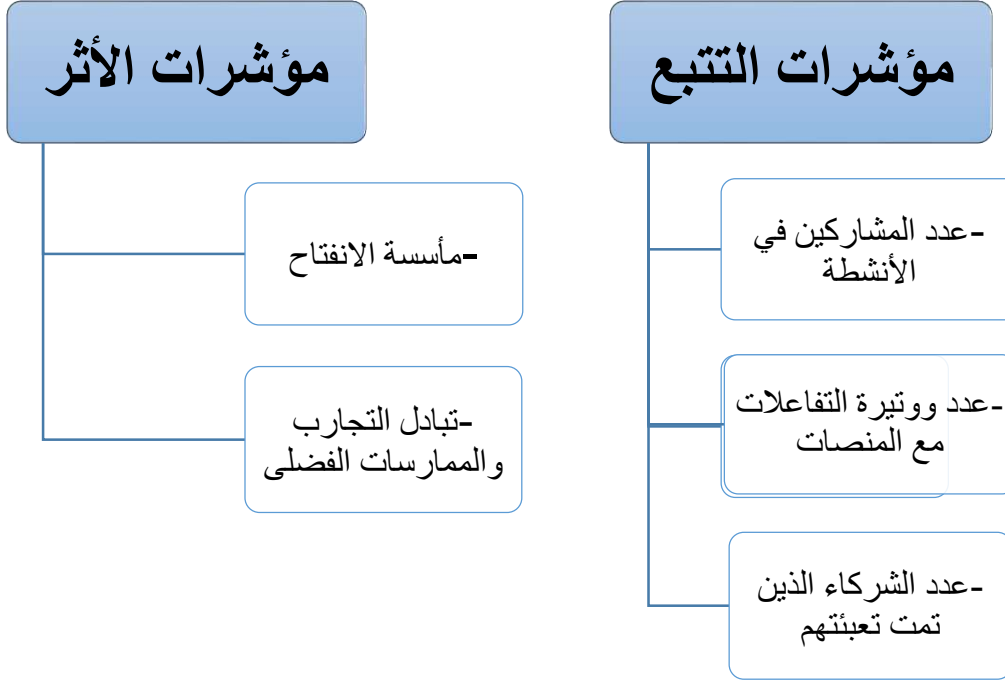 مؤشرات التتبع
-عدد المشاركين في
الأنشطة
-عدد ووتيرة التفاعلات
مع المنصات
-عدد الشركاء الذين
تمت تعبئتهم
مؤشرات الأثر
-مأسسة الانفتاح
-تبادل التجارب
والممارسات الفضلى